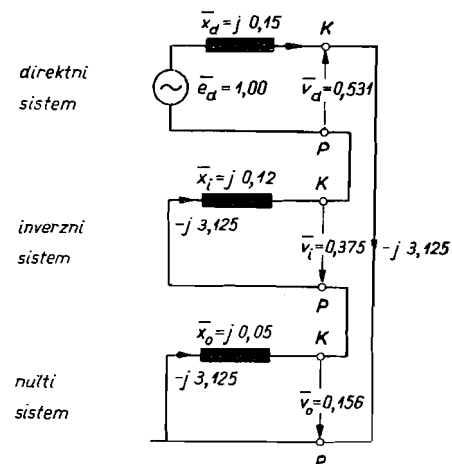 x̅d = j 0,15
K
direktni
sistem
e̅d = 1,00
v̅d = 0,531
P
x̅i = j 0,12
K
inverzni
sistem
-j 3,125
v̅i = 0,375
-j 3,125
P
x̅o = j 0,05
K
nulti
sistem
-j 3,125
v̅o = 0,156
P